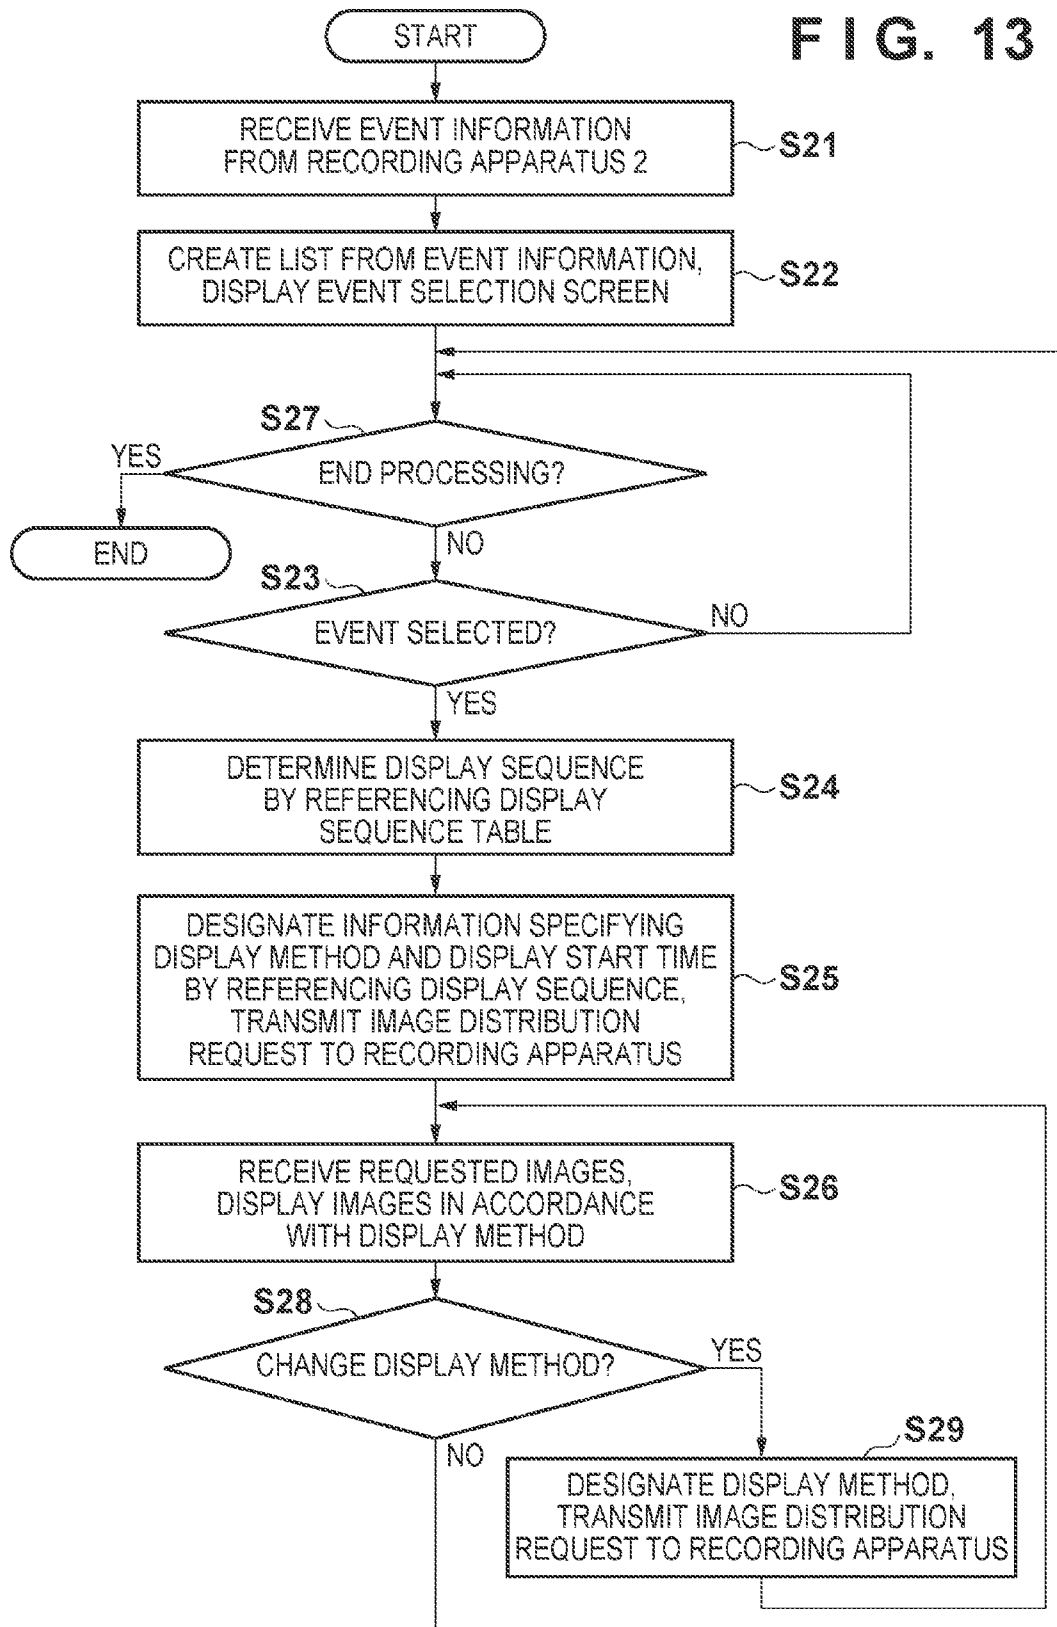 FIG. 13
START
RECEIVE EVENT INFORMATION
FROM RECORDING APPARATUS 2
S21
CREATE LIST FROM EVENT INFORMATION,
DISPLAY EVENT SELECTION SCREEN
S22
S27
END PROCESSING?
YES
END
NO
S23
EVENT SELECTED?
NO
YES
DETERMINE DISPLAY SEQUENCE
BY REFERENCING DISPLAY
SEQUENCE TABLE
S24
DESIGNATE INFORMATION SPECIFYING
DISPLAY METHOD AND DISPLAY START TIME
BY REFERENCING DISPLAY SEQUENCE,
TRANSMIT IMAGE DISTRIBUTION
REQUEST TO RECORDING APPARATUS
S25
RECEIVE REQUESTED IMAGES,
DISPLAY IMAGES IN ACCORDANCE
WITH DISPLAY METHOD
S26
S28
CHANGE DISPLAY METHOD?
YES
NO
S29
DESIGNATE DISPLAY METHOD,
TRANSMIT IMAGE DISTRIBUTION
REQUEST TO RECORDING APPARATUS